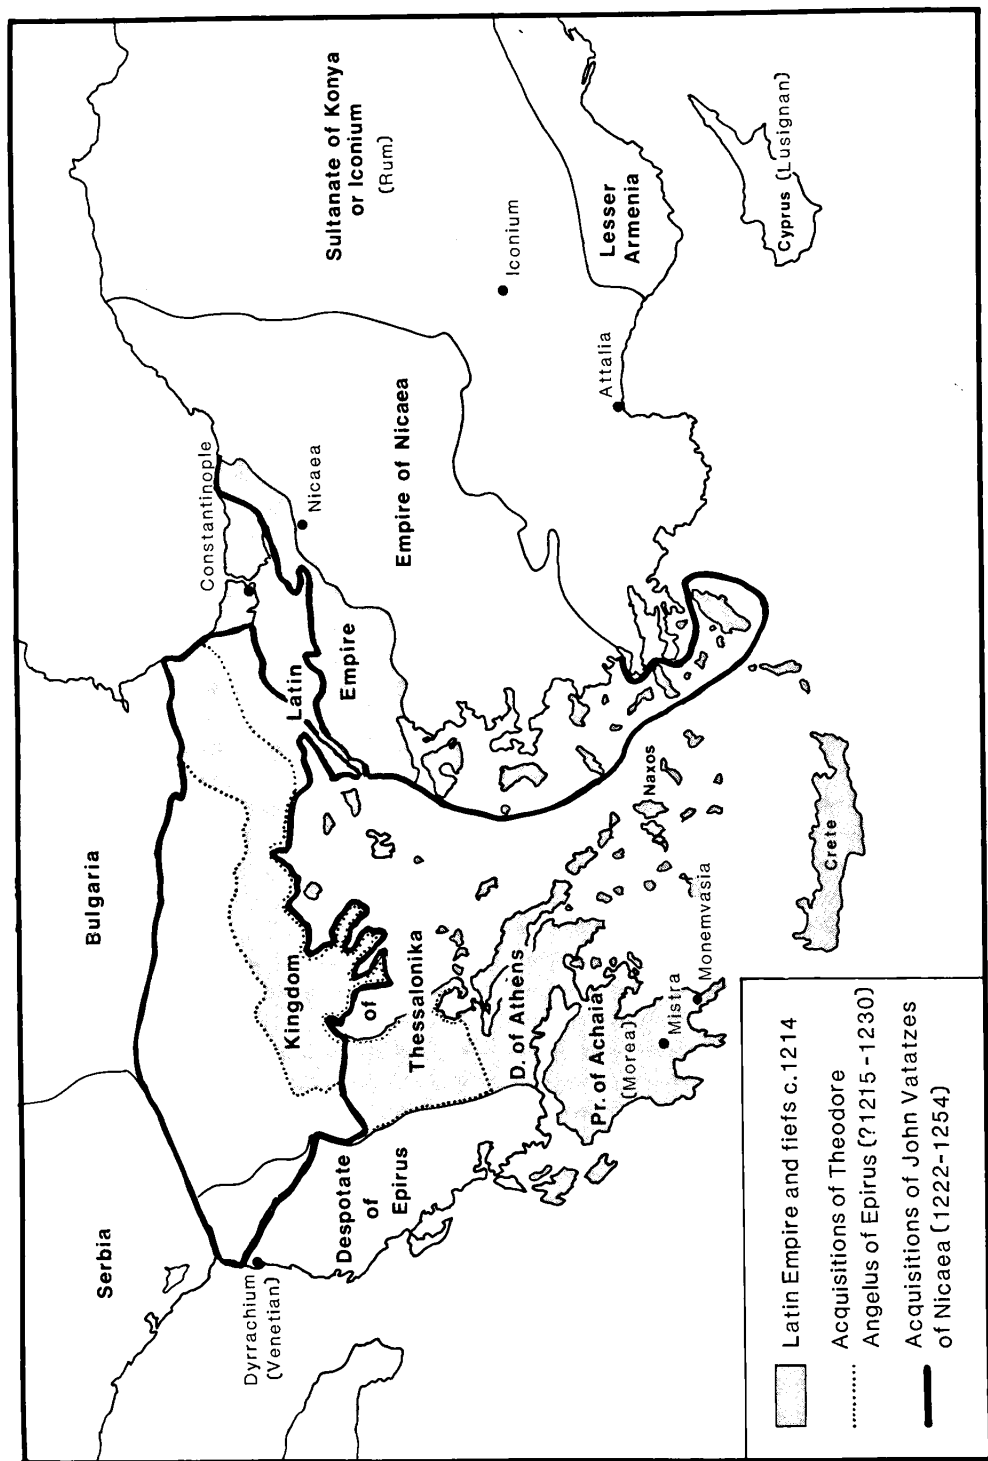 Serbia
Bulgaria
Dyrrachium
(Venetian)
Despotate
of
Epirus
Kingdom
of
Thessalonika
D. of Athens
Pr. of Achaia
(Morea)
Mistra
Monemvasia
Naxos
Crete
Latin
Empire
Constantinople
Nicaea
Empire of Nicaea
Sultanate of Konya
or Iconium
(Rum)
Iconium
Attalia
Lesser
Armenia
Cyprus (Lusignan)
Latin Empire and fiefs c.1214
Acquisitions of Theodore
Angelus of Epirus (?1215-1230)
Acquisitions of John Vatatzes
of Nicaea (1222-1254)